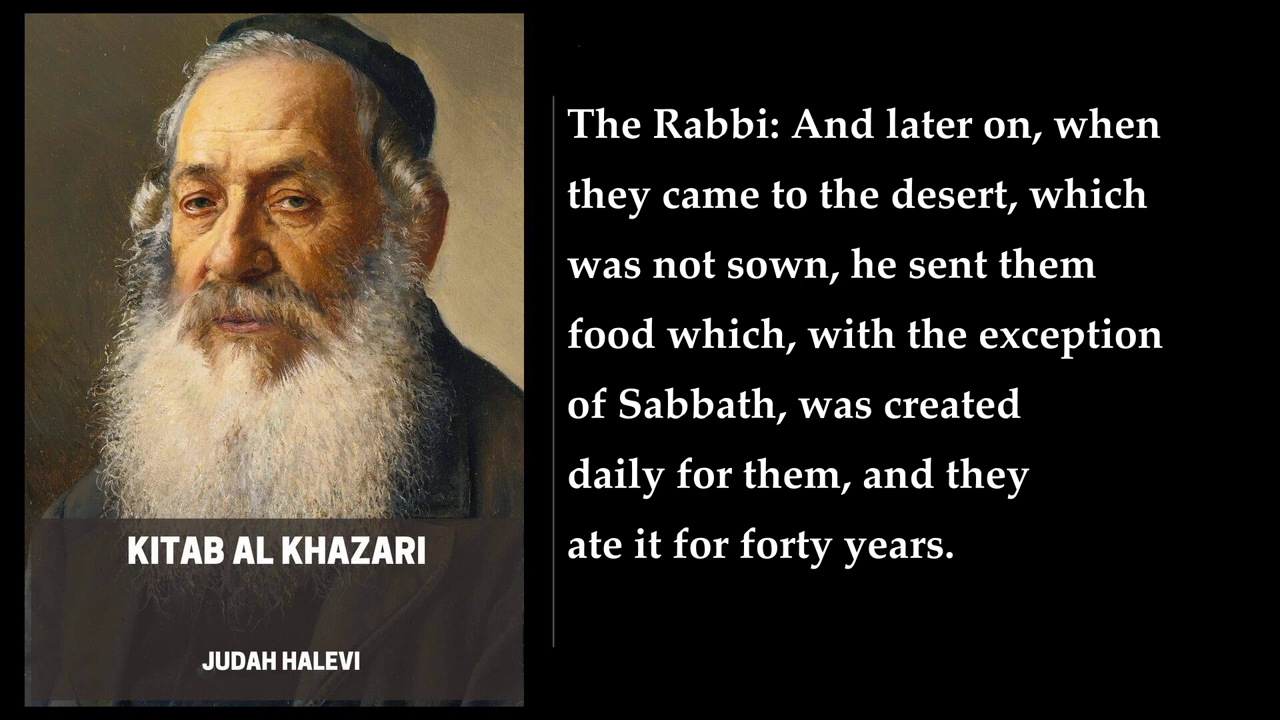 KITAB AL KHAZARI
JUDAH HALEVI
The Rabbi: And later on, when
they came to the desert, which
was not sown, he sent them
food which, with the exception
of Sabbath, was created
daily for them, and they
ate it for forty years.